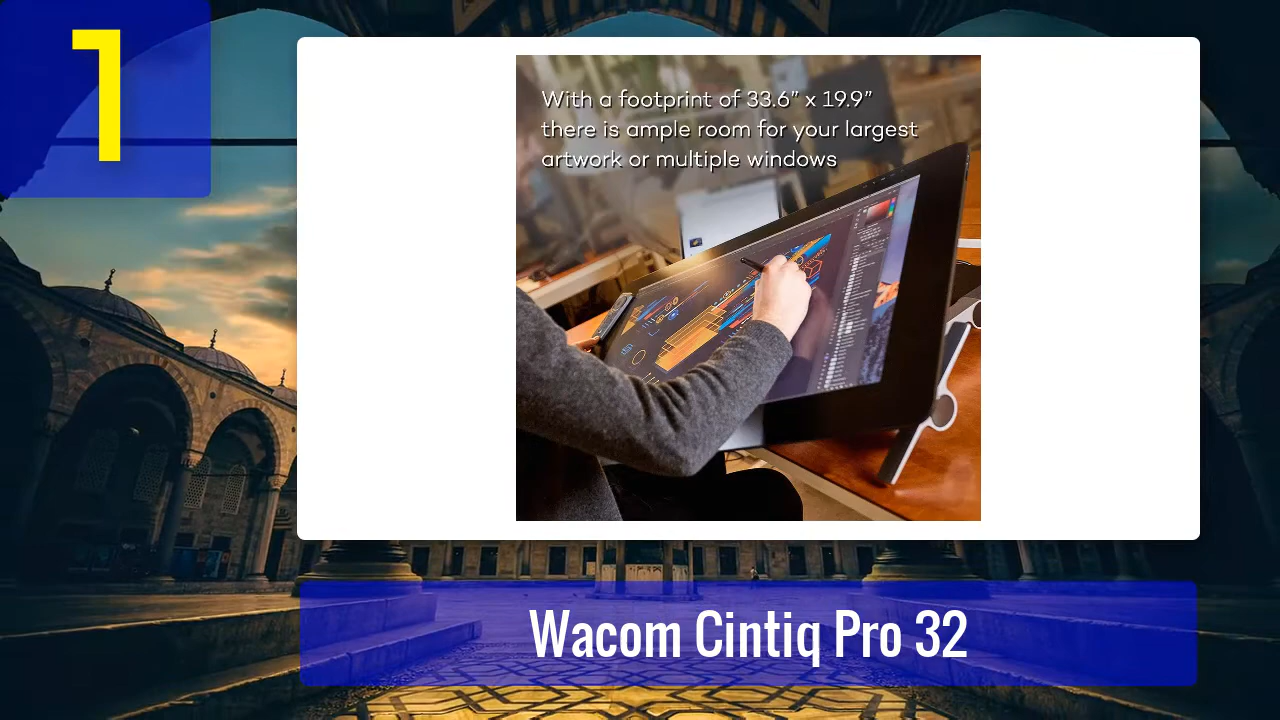 1
With a footprint of 33.6” x 19.9”
there is ample room for your largest
artwork or multiple windows
Wacom Cintiq Pro 32